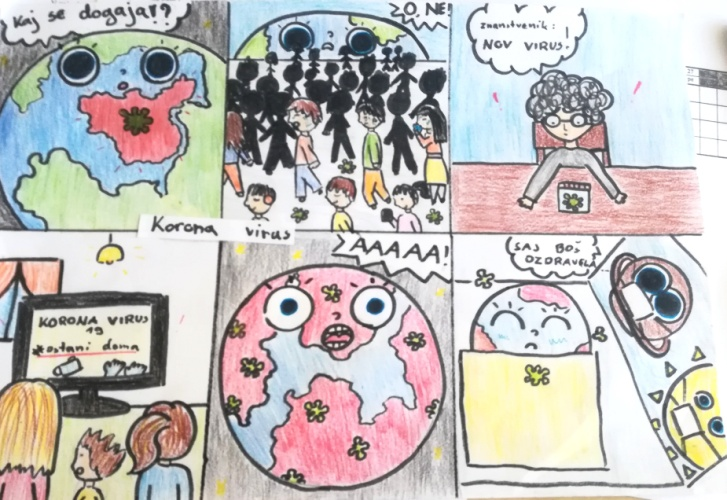 Kaj se dogaja!?
O, NE!
znanstvenik:
NOV VIRUS!
Korona virus
KORONA VIRUS
19
*ostani doma
AAAAA!
SAJ BOŠ
OZDRAVELA